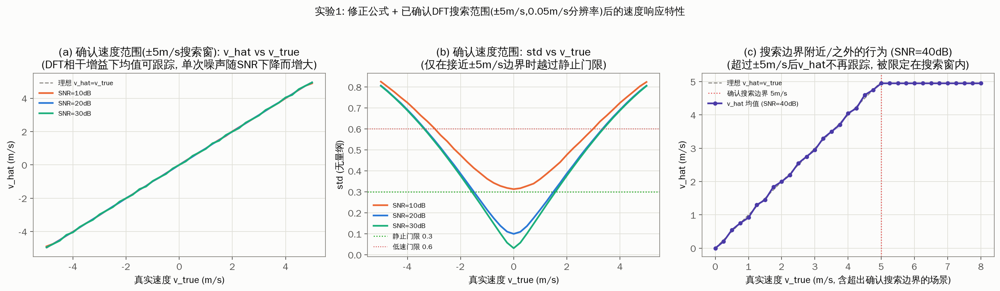 实验1: 修正公式 + 已确认DFT搜索范围(±5m/s,0.05m/s分辨率)后的速度响应特性
(a) 确认速度范围(±5m/s搜索窗): v_hat vs v_true
(DFT相干增益下均值可跟踪, 单次噪声随SNR下降而增大)
理想 v_hat=v_true
SNR=10dB
SNR=20dB
SNR=30dB
v_hat (m/s)
4
2
0
-2
-4
-4
-2
0
2
4
真实速度 v_true (m/s)
(b) 确认速度范围: std vs v_true
(仅在接近±5m/s边界时越过静止门限)
std (无量纲)
0.8
0.7
0.6
0.5
0.4
0.3
0.2
0.1
0.0
SNR=10dB
SNR=20dB
SNR=30dB
静止门限 0.3
低速门限 0.6
-4
-2
0
2
4
真实速度 v_true (m/s)
(c) 搜索边界附近/之外的行为 (SNR=40dB)
(超过±5m/s后v_hat不再跟踪, 被限定在搜索窗内)
理想 v_hat=v_true
确认搜索边界 5m/s
v_hat 均值 (SNR=40dB)
v_hat (m/s)
5
4
3
2
1
0
0
1
2
3
4
5
6
7
8
真实速度 v_true (m/s, 含超出确认搜索边界的场景)